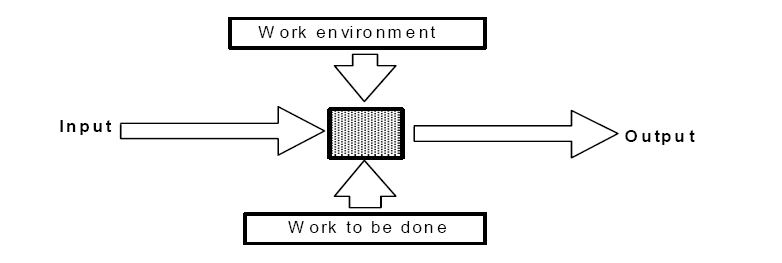 Work environment
Input
Output
Work to be done